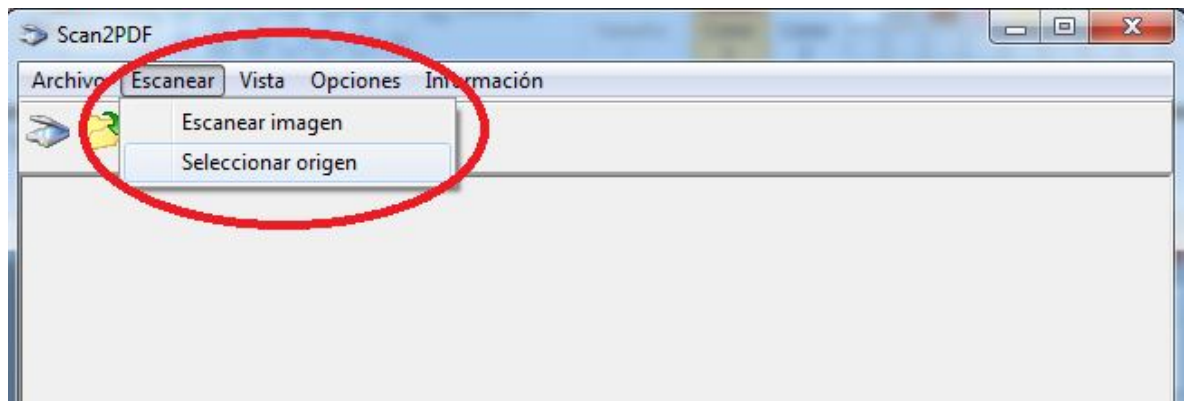 Scan2PDF
Archivo Escanear Vista Opciones Información
Escanear imagen
Seleccionar origen